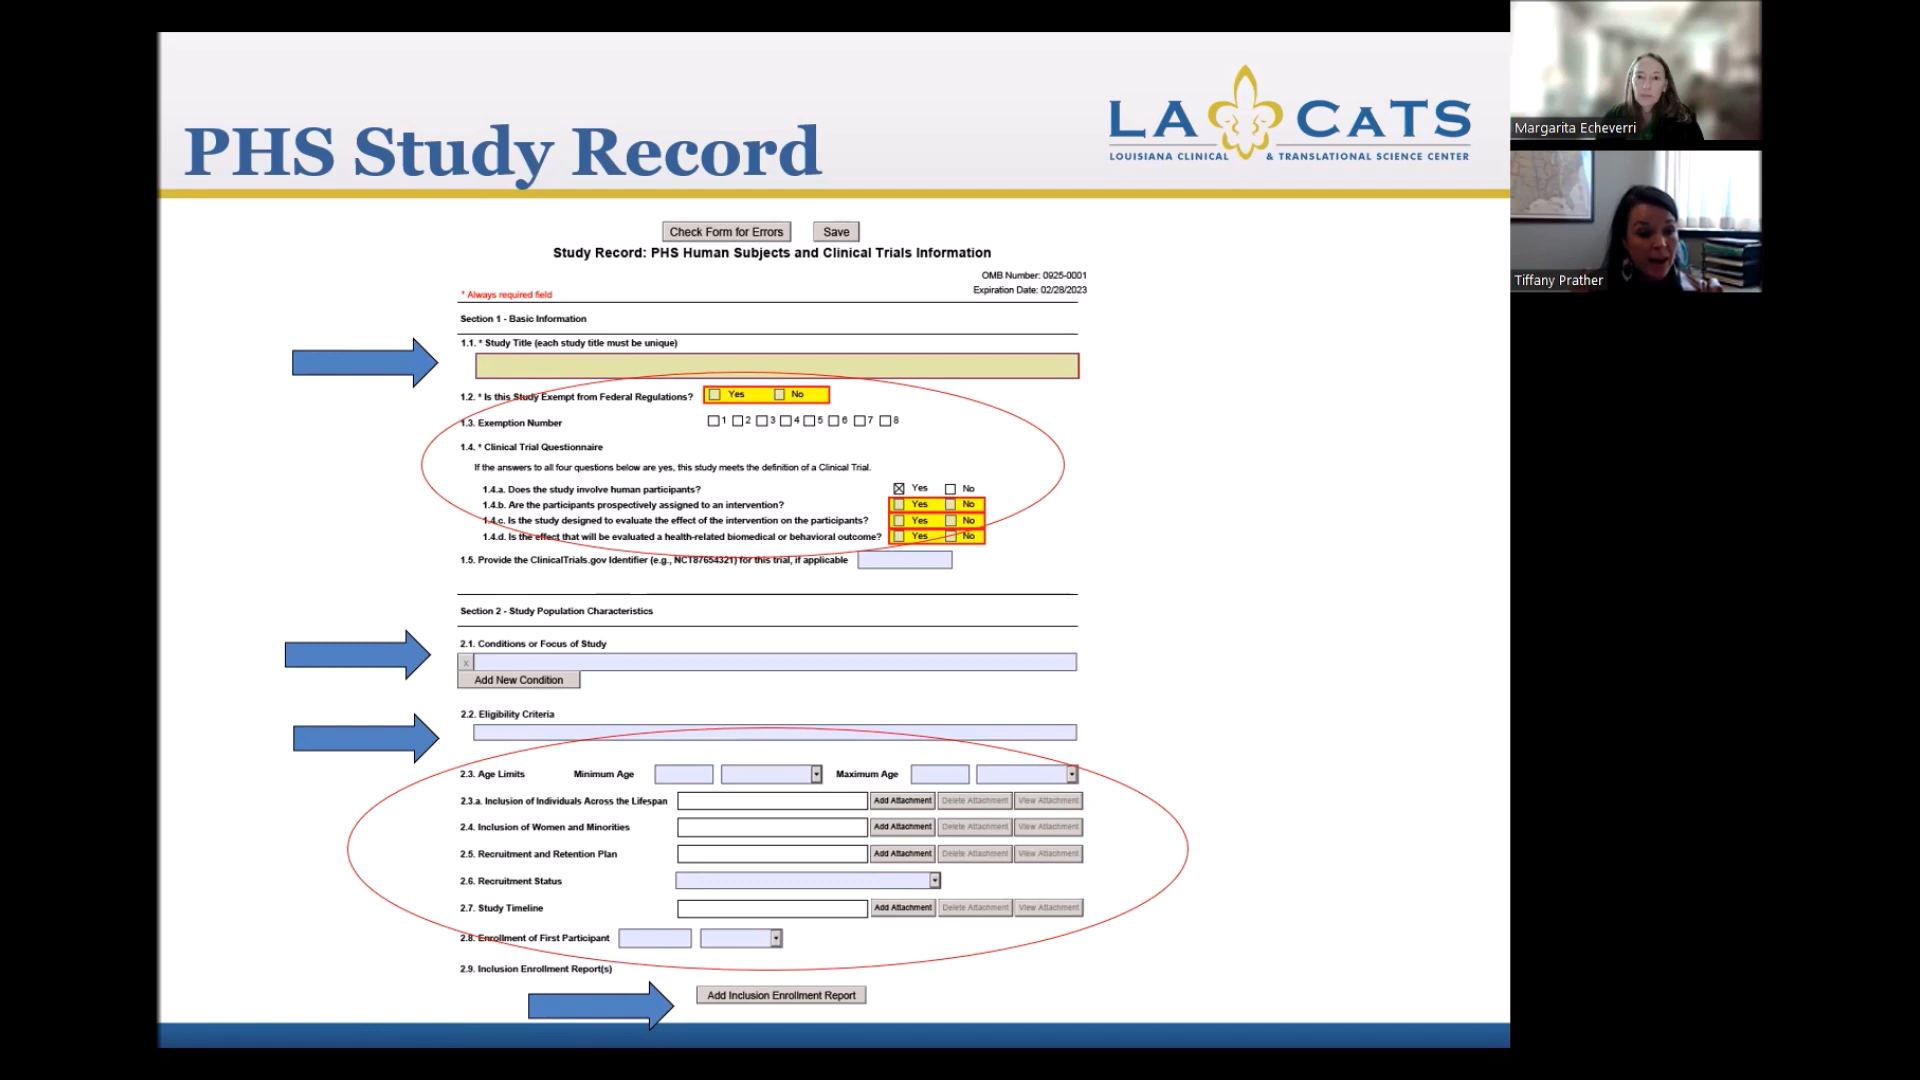 PHS Study Record
LA CATS
LOUISIANA CLINICAL & TRANSLATIONAL SCIENCE CENTER
Margarita Echeverri
Tiffany Prather
Check Form for Errors Save
Study Record: PHS Human Subjects and Clinical Trials Information
OMB Number: 0925-0001
Expiration Date: 02/28/2023
* Always required field
Section 1 - Basic Information
1.1. * Study Title (each study title must be unique)
1.2. * Is this Study Exempt from Federal Regulations? Yes No
1.3. Exemption Number 1 2 3 4 5 6 7 8
1.4. * Clinical Trial Questionnaire
If the answers to all four questions below are yes, this study meets the definition of a Clinical Trial.
1.4.a. Does the study involve human participants? Yes No
1.4.b. Are the participants prospectively assigned to an intervention? Yes No
1.4.c. Is the study designed to evaluate the effect of the intervention on the participants? Yes No
1.4.d. Is the effect that will be evaluated a health-related biomedical or behavioral outcome? Yes No
1.5. Provide the ClinicalTrials.gov Identifier (e.g., NCT87654321) for this trial, if applicable
Section 2 - Study Population Characteristics
2.1. Conditions or Focus of Study
x
Add New Condition
2.2. Eligibility Criteria
2.3. Age Limits Minimum Age Maximum Age
2.3.a. Inclusion of Individuals Across the Lifespan Add Attachment Delete Attachment View Attachment
2.4. Inclusion of Women and Minorities Add Attachment Delete Attachment View Attachment
2.5. Recruitment and Retention Plan Add Attachment Delete Attachment View Attachment
2.6. Recruitment Status
2.7. Study Timeline Add Attachment Delete Attachment View Attachment
2.8. Enrollment of First Participant
2.9. Inclusion Enrollment Report(s)
Add Inclusion Enrollment Report